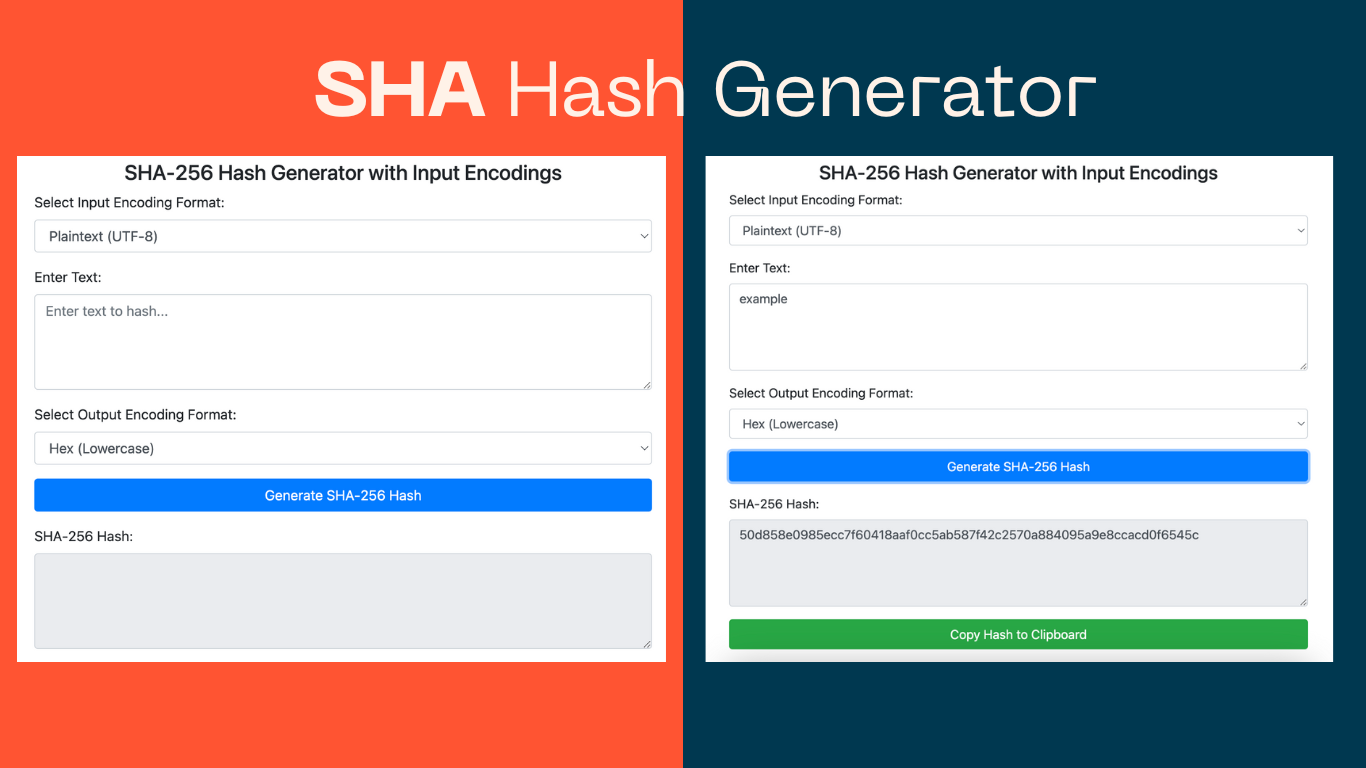 SHA Hash Generator
SHA-256 Hash Generator with Input Encodings
Select Input Encoding Format:
Plaintext (UTF-8)
Enter Text:
Enter text to hash...
Select Output Encoding Format:
Hex (Lowercase)
Generate SHA-256 Hash
SHA-256 Hash:
SHA-256 Hash Generator with Input Encodings
Select Input Encoding Format:
Plaintext (UTF-8)
Enter Text:
example
Select Output Encoding Format:
Hex (Lowercase)
Generate SHA-256 Hash
SHA-256 Hash:
50d858e0985ecc7f60418aaf0cc5ab587f42c2570a884095a9e8ccacd0f6545c
Copy Hash to Clipboard